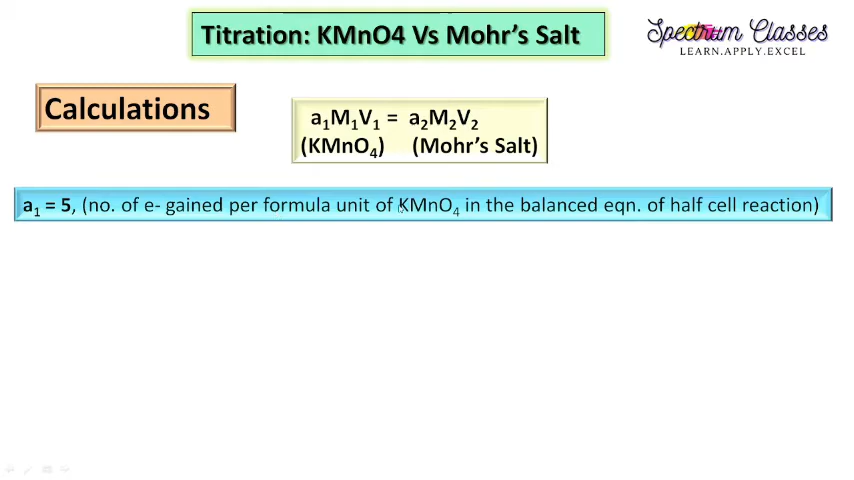 Titration: KMnO4 Vs Mohr's Salt
Spectrum Classes
LEARN.APPLY.EXCEL
Calculations
a₁M₁V₁ = a₂M₂V₂
(KMnO₄) (Mohr's Salt)
a₁ = 5, (no. of e- gained per formula unit of KMnO₄ in the balanced eqn. of half cell reaction)